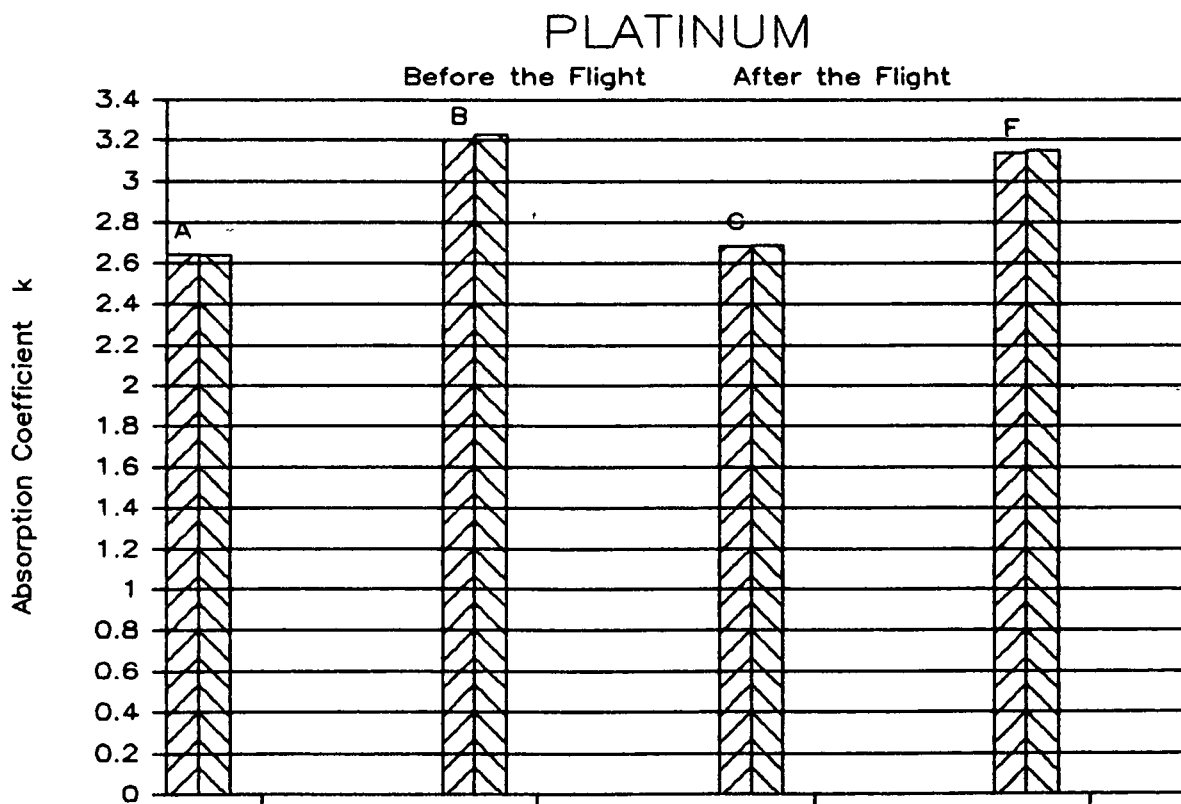 PLATINUM
Before the Flight After the Flight
3.4
3.2
3
2.8
2.6
2.4
2.2
2
1.8
1.6
1.4
1.2
1
0.8
0.6
0.4
0.2
0
Absorption Coefficient k
A
B
C
F